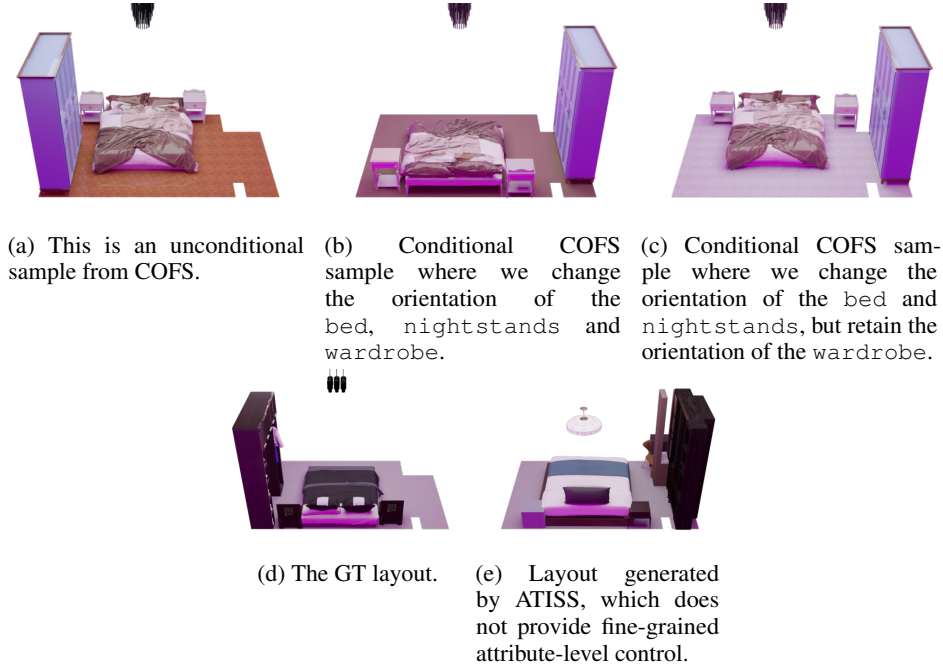 (a) This is an unconditional
sample from COFS.
(b) Conditional COFS
sample where we change
the orientation of the
bed, nightstands and
wardrobe.
(c) Conditional COFS sam-
ple where we change the
orientation of the bed and
nightstands, but retain the
orientation of the wardrobe.
(d) The GT layout.
(e) Layout generated
by ATISS, which does
not provide fine-grained
attribute-level control.